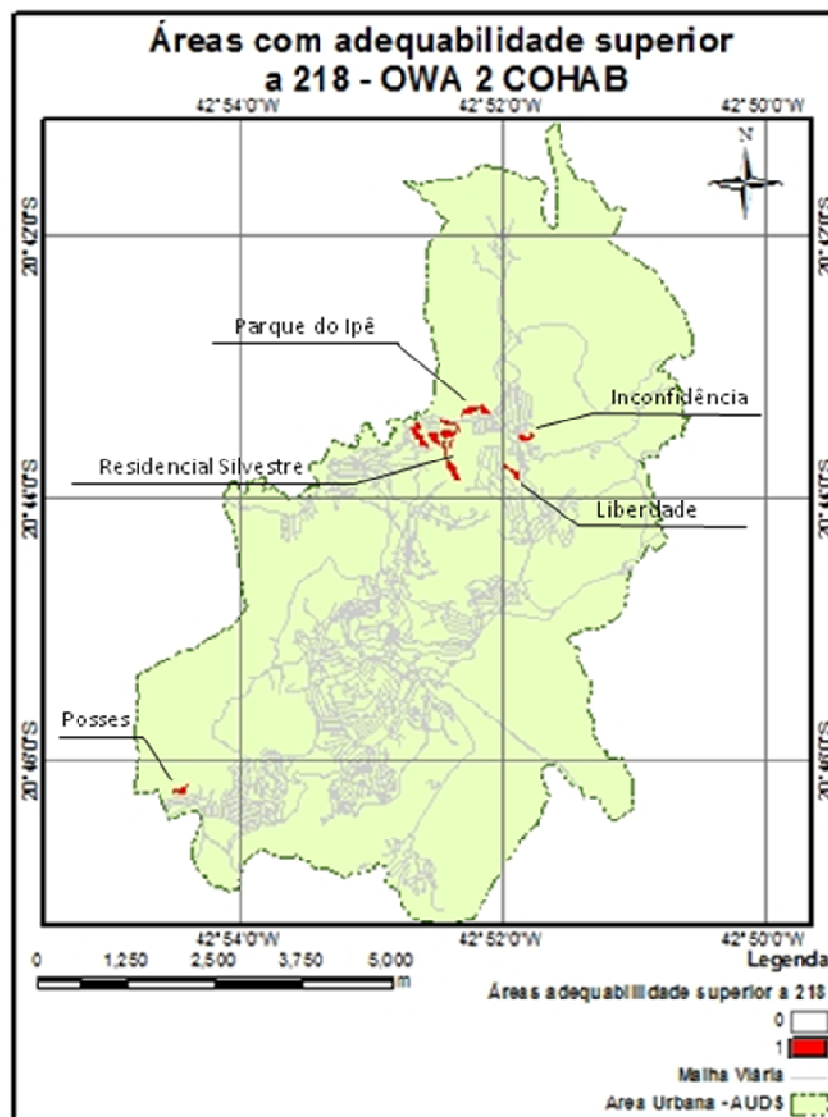 Áreas com adequabilidade superior
a 218 - OWA 2 COHAB
42°54'0"W 42°52'0"W 42°50'0"W
N
20°42'0"S 20°42'0"S
Parque do Ipê
Inconfidência
Residencial Silvestre
20°44'0"S 20°44'0"S
Liberdade
Posses
20°46'0"S 20°46'0"S
42°54'0"W 42°52'0"W 42°50'0"W
0 1,250 2,500 3,750 5,000
m
Legenda
Áreas adequabilidade superior a 218
0
1
Malha Viária
Area Urbana - AUDS